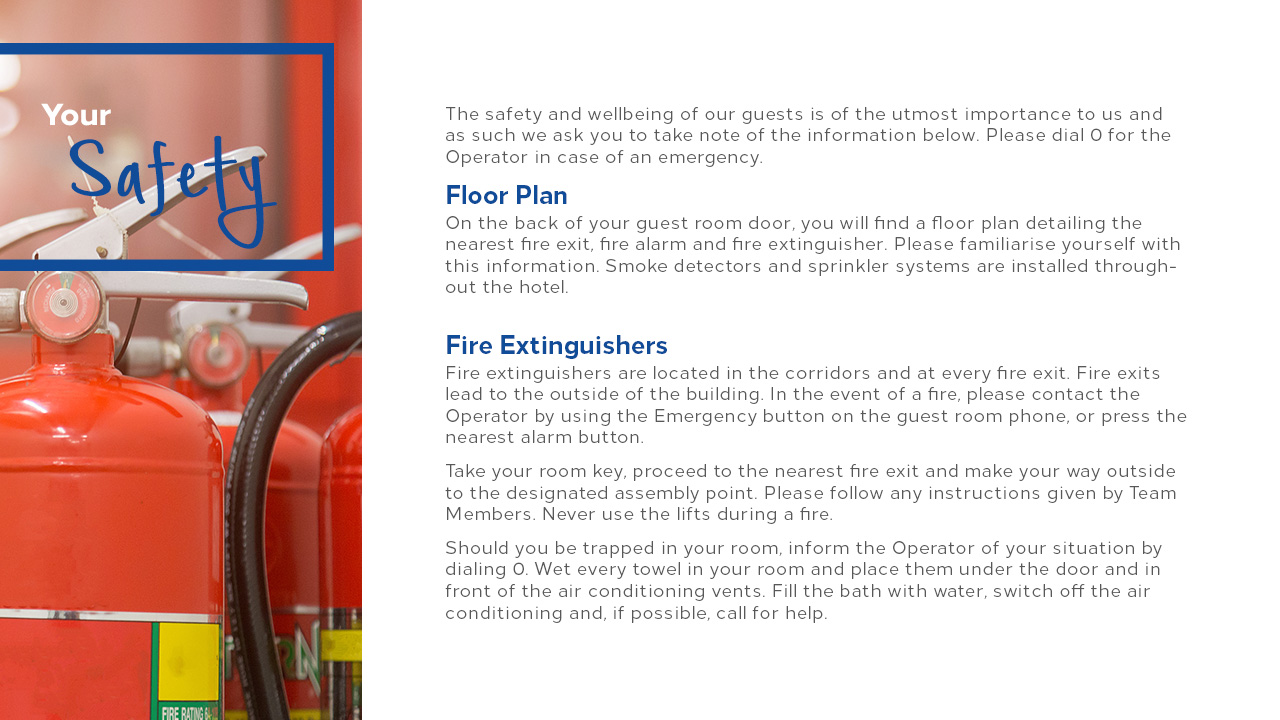 Your
Safety
The safety and wellbeing of our guests is of the utmost importance to us and
as such we ask you to take note of the information below. Please dial 0 for the
Operator in case of an emergency.
Floor Plan
On the back of your guest room door, you will find a floor plan detailing the
nearest fire exit, fire alarm and fire extinguisher. Please familiarise yourself with
this information. Smoke detectors and sprinkler systems are installed through-
out the hotel.
Fire Extinguishers
Fire extinguishers are located in the corridors and at every fire exit. Fire exits
lead to the outside of the building. In the event of a fire, please contact the
Operator by using the Emergency button on the guest room phone, or press the
nearest alarm button.
Take your room key, proceed to the nearest fire exit and make your way outside
to the designated assembly point. Please follow any instructions given by Team
Members. Never use the lifts during a fire.
Should you be trapped in your room, inform the Operator of your situation by
dialing 0. Wet every towel in your room and place them under the door and in
front of the air conditioning vents. Fill the bath with water, switch off the air
conditioning and, if possible, call for help.
FIRE RATING